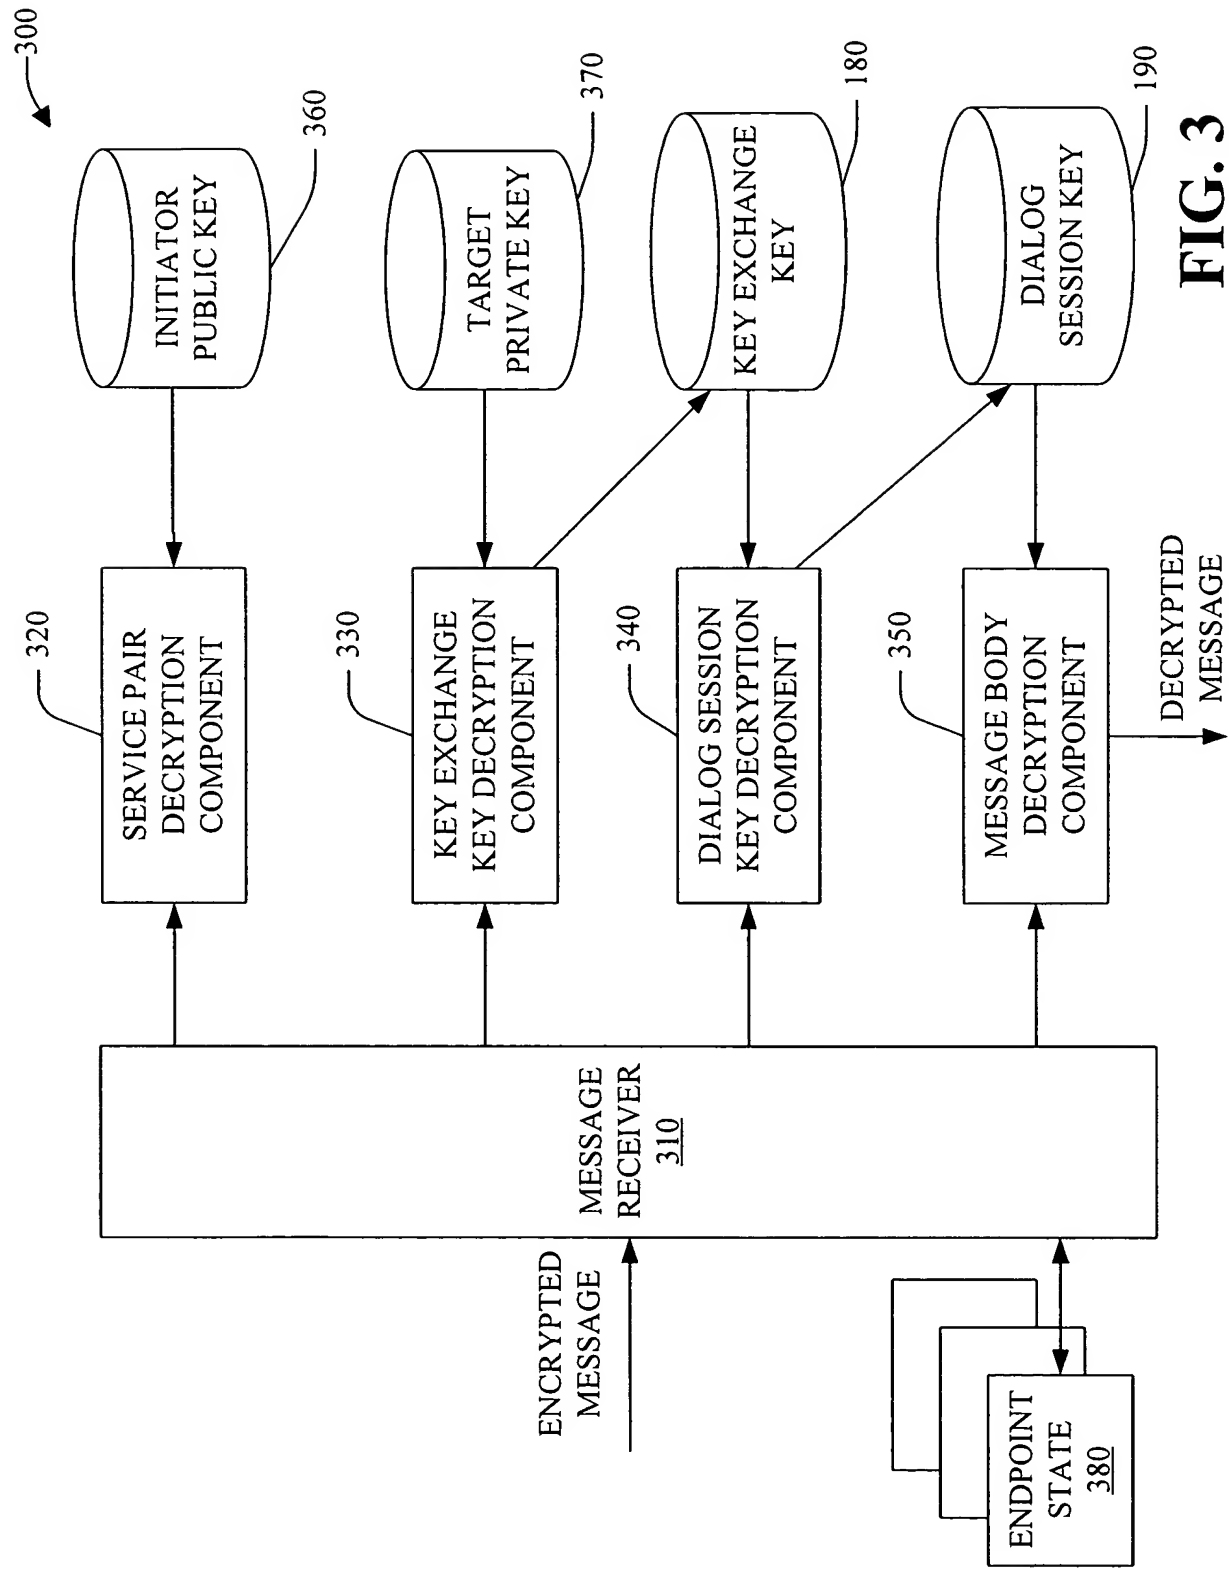 300
INITIATOR
PUBLIC KEY
360
TARGET
PRIVATE KEY
370
KEY EXCHANGE
KEY
180
DIALOG
SESSION KEY
190
320
SERVICE PAIR
DECRYPTION
COMPONENT
330
KEY EXCHANGE
KEY DECRYPTION
COMPONENT
340
DIALOG SESSION
KEY DECRYPTION
COMPONENT
350
MESSAGE BODY
DECRYPTION
COMPONENT
DECRYPTED
MESSAGE
MESSAGE
RECEIVER
310
ENCRYPTED
MESSAGE
ENDPOINT
STATE
380
FIG. 3